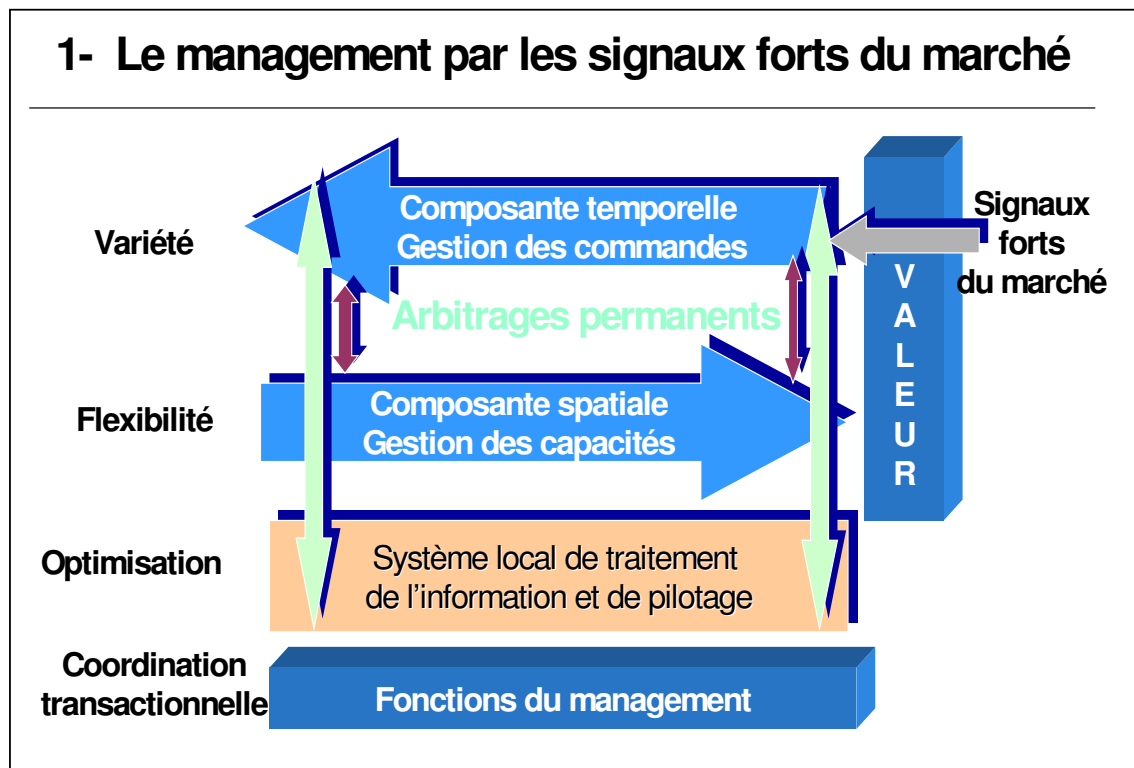 1- Le management par les signaux forts du marché
Variété
Composante temporelle
Gestion des commandes
Signaux
forts
du marché
Arbitrages permanents
V
A
L
E
U
R
Flexibilité
Composante spatiale
Gestion des capacités
Optimisation
Système local de traitement
de l’information et de pilotage
Coordination
transactionnelle
Fonctions du management